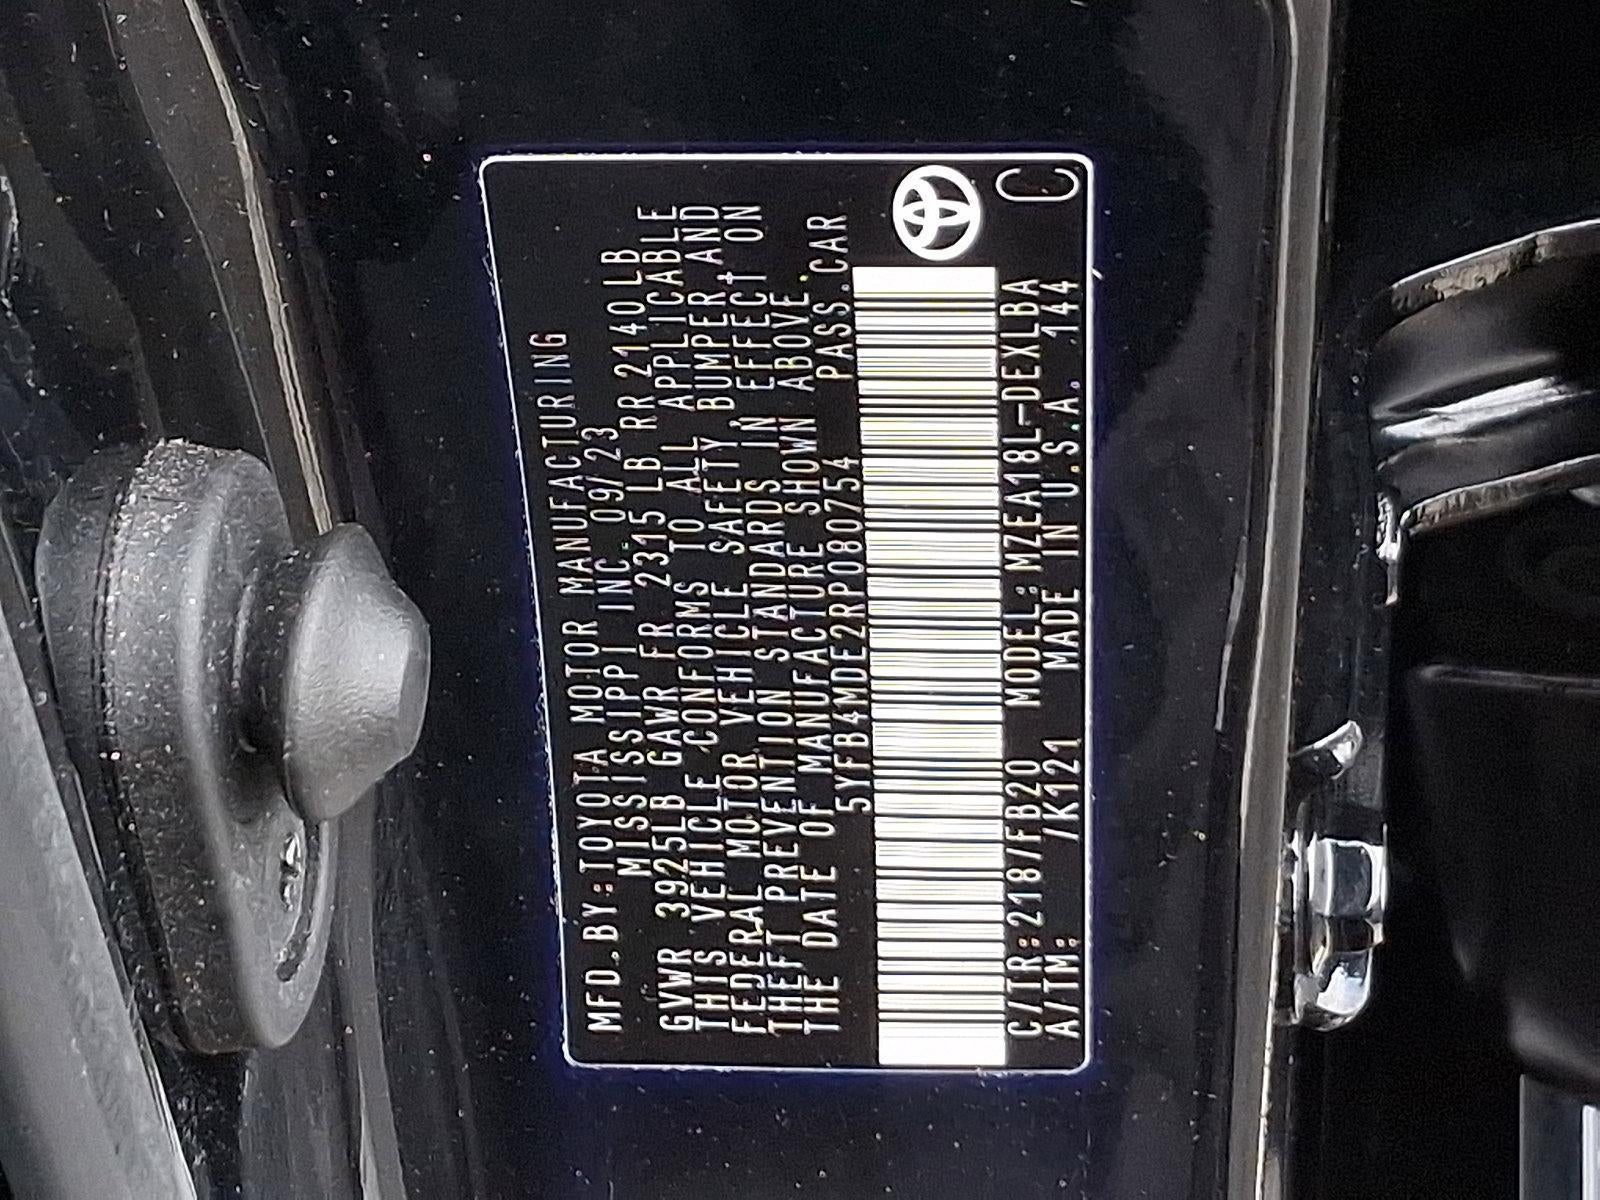 MFD.BY:TOYOTA MOTOR MANUFACTURING
MISSISSIPPI INC. 09/23
GVWR 3925LB GAWR FR 2315 LB RR 2140LB
THIS VEHICLE CONFORMS TO ALL APPLICABLE
FEDERAL MOTOR VEHICLE SAFETY, BUMPER, AND
THEFT PREVENTION STANDARDS IN EFFECT ON
THE DATE OF MANUFACTURE SHOWN ABOVE.
5YFB4MDE2RP080754 PASS.CAR
C/TR:218/FB20 MODEL:MZEA18L-DEXLBA
A/TM: /K121 MADE IN U.S.A. 144
C